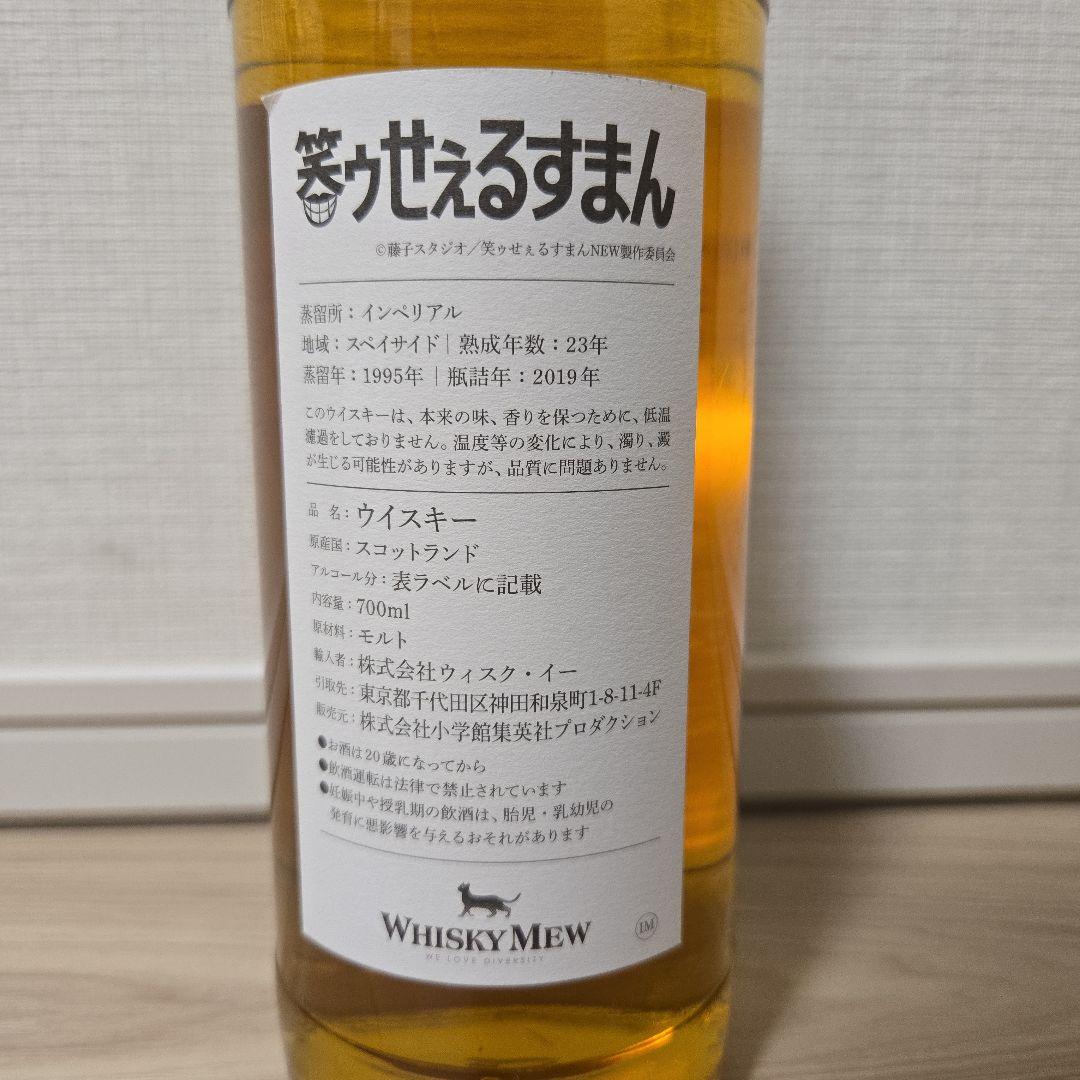 笑ゥせぇるすまん
©藤子スタジオ／笑ゥせぇるすまんNEW製作委員会
蒸留所：インペリアル
地域：スペイサイド｜熟成年数：23年
蒸留年：1995年｜瓶詰年：2019年
このウイスキーは、本来の味、香りを保つために、低温
濾過をしておりません。温度等の変化により、濁り、澱
が生じる可能性がありますが、品質に問題ありません。
品 名：ウイスキー
原産国：スコットランド
アルコール分：表ラベルに記載
内容量：700ml
原材料：モルト
輸入者：株式会社ウィスク・イー
引取先：東京都千代田区神田和泉町1-8-11-4F
販売元：株式会社小学館集英社プロダクション
●お酒は20歳になってから
●飲酒運転は法律で禁止されています
●妊娠中や授乳期の飲酒は、胎児・乳幼児の
発育に悪影響を与えるおそれがあります
WHISKY MEW
WE LOVE DIVERSITY
IM